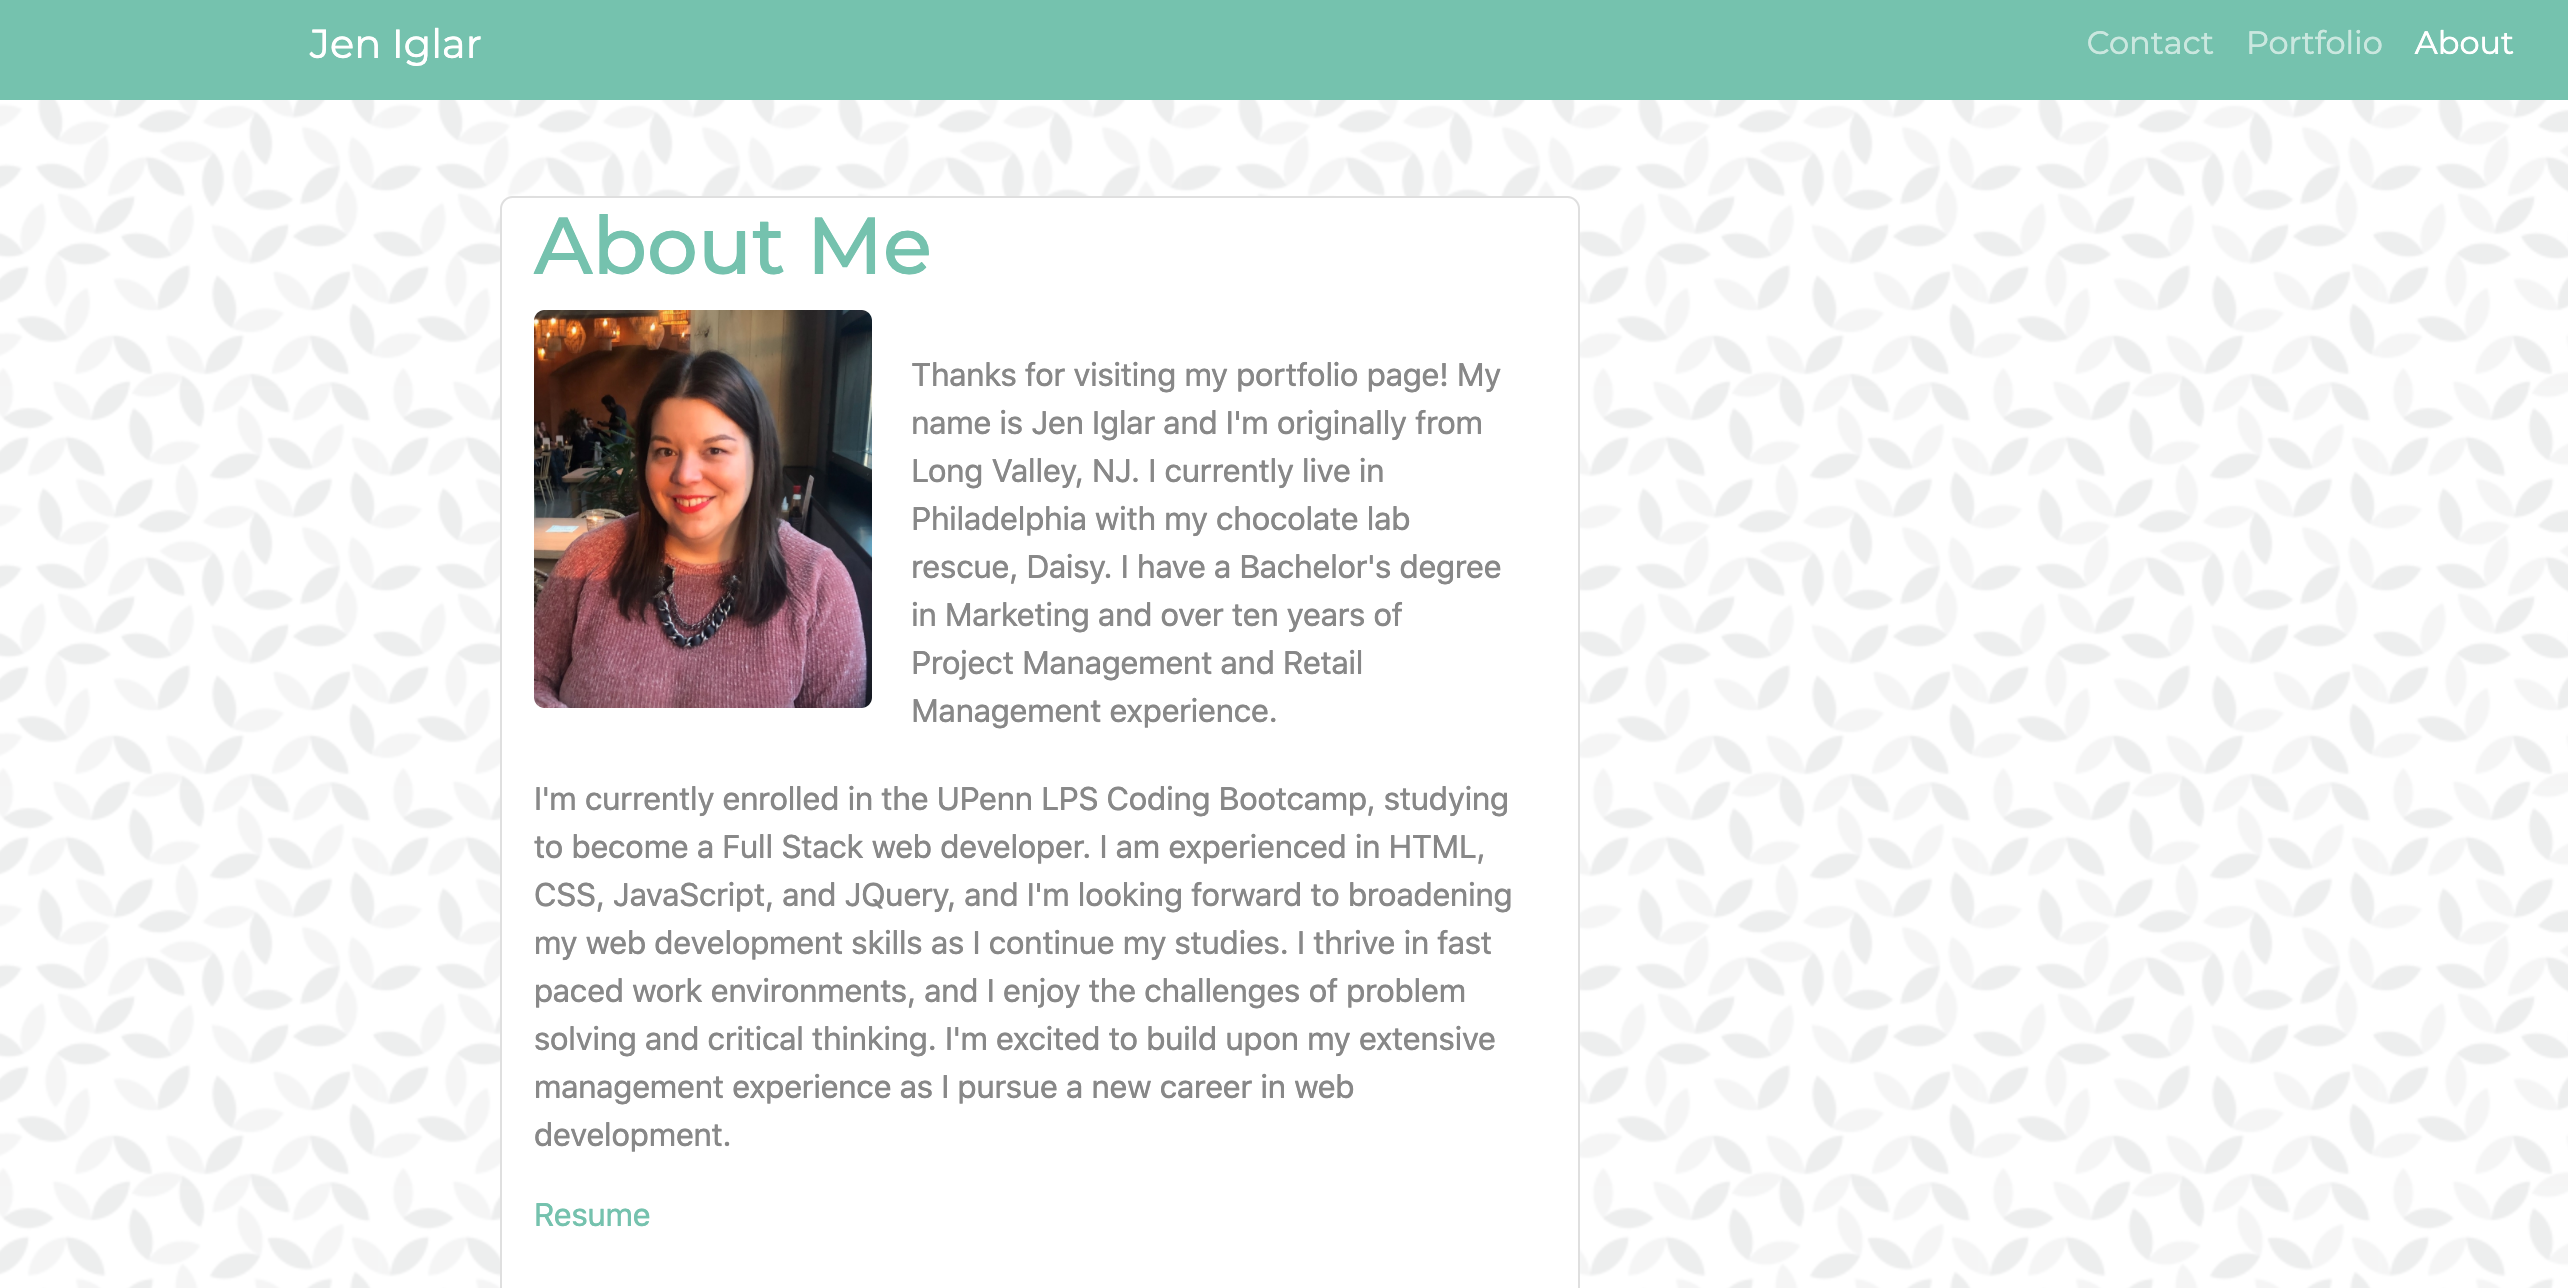 Jen Iglar
Contact Portfolio About
About Me
Thanks for visiting my portfolio page! My
name is Jen Iglar and I'm originally from
Long Valley, NJ. I currently live in
Philadelphia with my chocolate lab
rescue, Daisy. I have a Bachelor's degree
in Marketing and over ten years of
Project Management and Retail
Management experience.
I'm currently enrolled in the UPenn LPS Coding Bootcamp, studying
to become a Full Stack web developer. I am experienced in HTML,
CSS, JavaScript, and JQuery, and I'm looking forward to broadening
my web development skills as I continue my studies. I thrive in fast
paced work environments, and I enjoy the challenges of problem
solving and critical thinking. I'm excited to build upon my extensive
management experience as I pursue a new career in web
development.
Resume